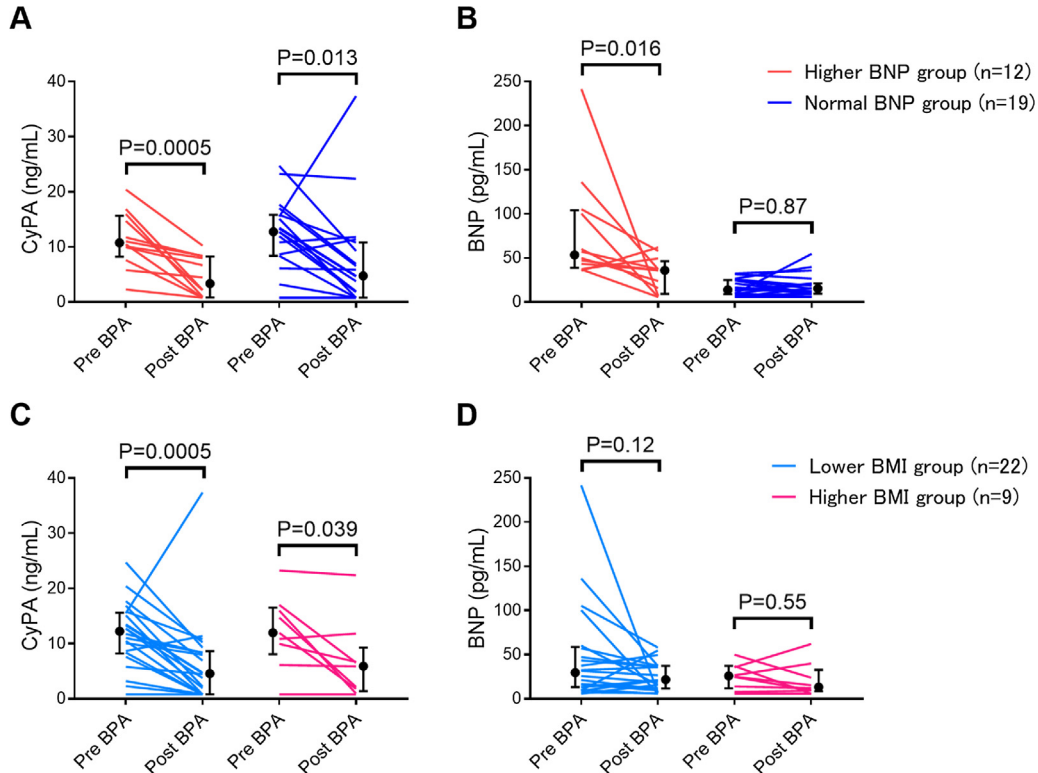 A
B
P=0.013
P=0.016
Higher BNP group (n=12)
Normal BNP group (n=19)
P=0.0005
P=0.87
CyPA (ng/mL)
40
30
20
10
0
Pre BPA
Post BPA
Pre BPA
Post BPA
BNP (pg/mL)
250
200
150
100
50
0
Pre BPA
Post BPA
Pre BPA
Post BPA
C
D
P=0.0005
P=0.12
Lower BMI group (n=22)
Higher BMI group (n=9)
P=0.039
P=0.55
CyPA (ng/mL)
40
30
20
10
0
Pre BPA
Post BPA
Pre BPA
Post BPA
BNP (pg/mL)
250
200
150
100
50
0
Pre BPA
Post BPA
Pre BPA
Post BPA